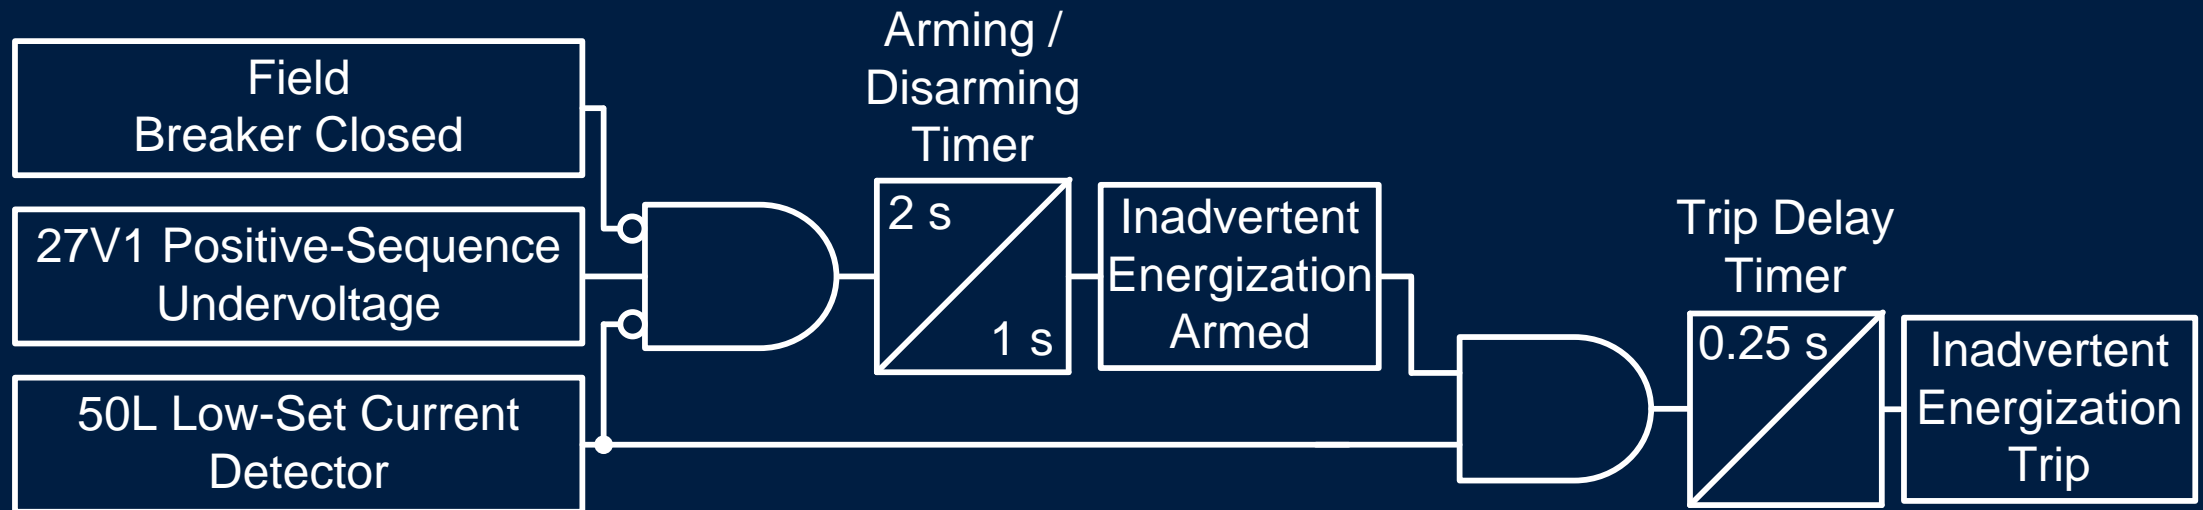 Field
Breaker Closed
27V1 Positive-Sequence
Undervoltage
50L Low-Set Current
Detector
Arming /
Disarming
Timer
2 s
1 s
Inadvertent
Energization
Armed
Trip Delay
Timer
0.25 s
Inadvertent
Energization
Trip